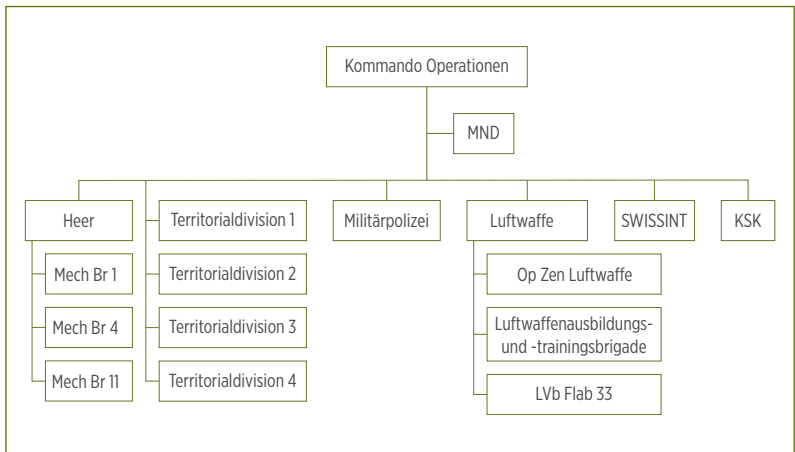 Kommando Operationen
MND
Heer
Territorialdivision 1
Militärpolizei
Luftwaffe
SWISSINT
KSK
Mech Br 1
Territorialdivision 2
Op Zen Luftwaffe
Mech Br 4
Territorialdivision 3
Luftwaffenausbildungs-
und -trainingsbrigade
Mech Br 11
Territorialdivision 4
LVb Flab 33